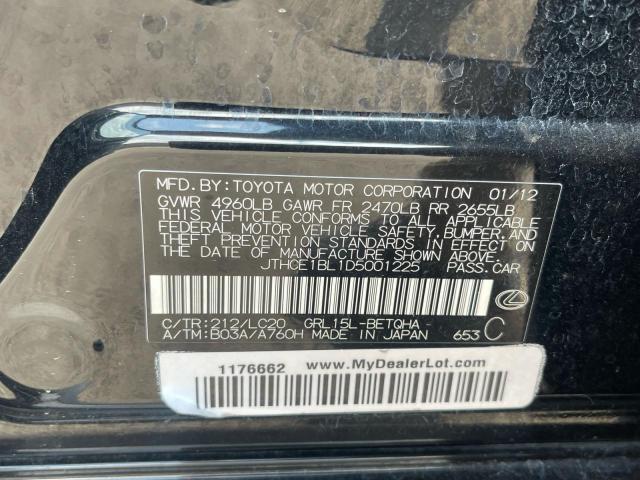 MFD. BY: TOYOTA MOTOR CORPORATION 01/12
GVWR 4960LB GAWR FR 2470LB RR 2655LB
THIS VEHICLE CONFORMS TO ALL APPLICABLE
FEDERAL MOTOR VEHICLE SAFETY, BUMPER, AND
THEFT PREVENTION STANDARDS IN EFFECT ON
THE DATE OF MANUFACTURE SHOWN ABOVE.
JTHCE1BL1D5001225 PASS. CAR
C/TR: 212/LC20 GRL15L-BETQHA
A/TM: B03A/A760H MADE IN JAPAN 653 C
1176662 www.MyDealerLot.com